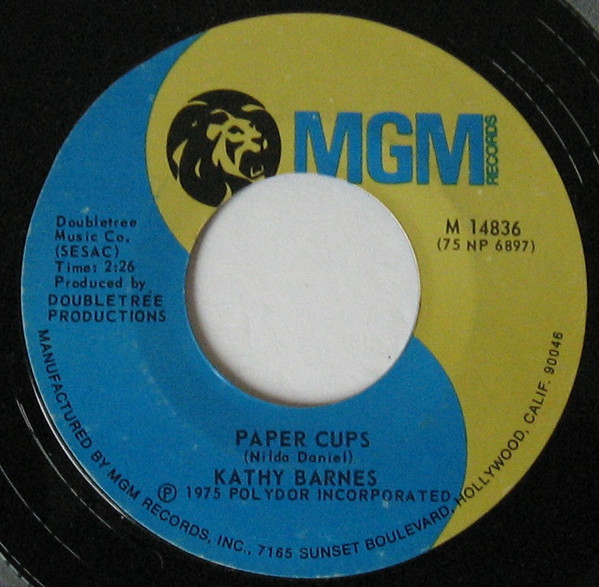 MGM
RECORDS
M 14836
(75 NP 6897)
Doubletree
Music Co.
(SESAC)
Time: 2:26
Produced by
DOUBLETREE
PRODUCTIONS
PAPER CUPS
(Nilda Daniel)
KATHY BARNES
℗ 1975 POLYDOR INCORPORATED
MANUFACTURED BY MGM RECORDS, INC., 7165 SUNSET BOULEVARD, HOLLYWOOD, CALIF. 90046